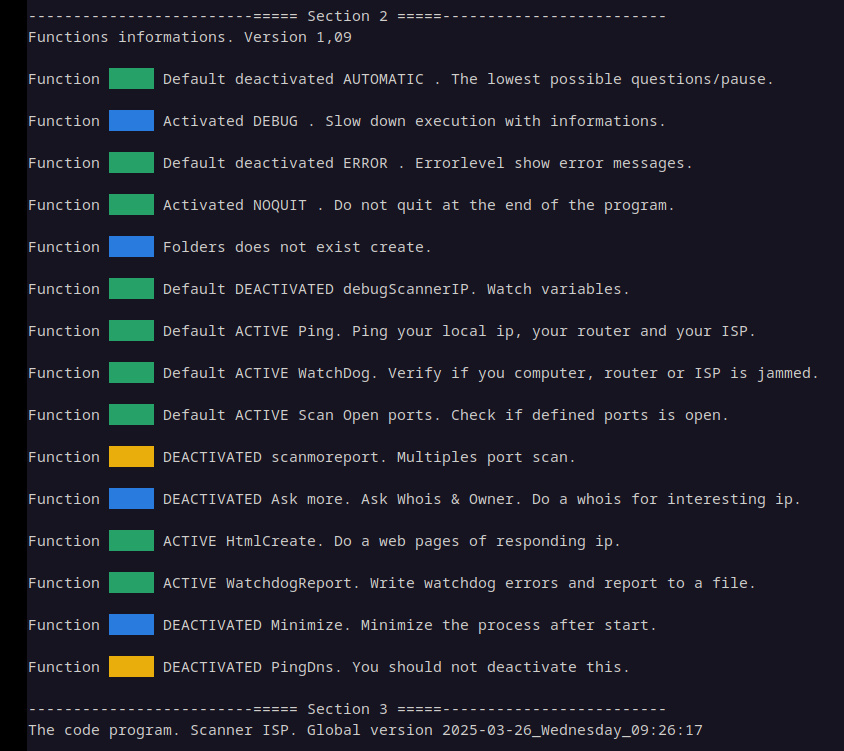 -------------------------===== Section 2 =====-------------------------
Functions informations. Version 1,09
Function Default deactivated AUTOMATIC . The lowest possible questions/pause.
Function Activated DEBUG . Slow down execution with informations.
Function Default deactivated ERROR . Errorlevel show error messages.
Function Activated NOQUIT . Do not quit at the end of the program.
Function Folders does not exist create.
Function Default DEACTIVATED debugScannerIP. Watch variables.
Function Default ACTIVE Ping. Ping your local ip, your router and your ISP.
Function Default ACTIVE WatchDog. Verify if you computer, router or ISP is jammed.
Function Default ACTIVE Scan Open ports. Check if defined ports is open.
Function DEACTIVATED scanmoreport. Multiples port scan.
Function DEACTIVATED Ask more. Ask Whois & Owner. Do a whois for interesting ip.
Function ACTIVE HtmlCreate. Do a web pages of responding ip.
Function ACTIVE WatchdogReport. Write watchdog errors and report to a file.
Function DEACTIVATED Minimize. Minimize the process after start.
Function DEACTIVATED PingDns. You should not deactivate this.
-------------------------===== Section 3 =====-------------------------
The code program. Scanner ISP. Global version 2025-03-26_Wednesday_09:26:17